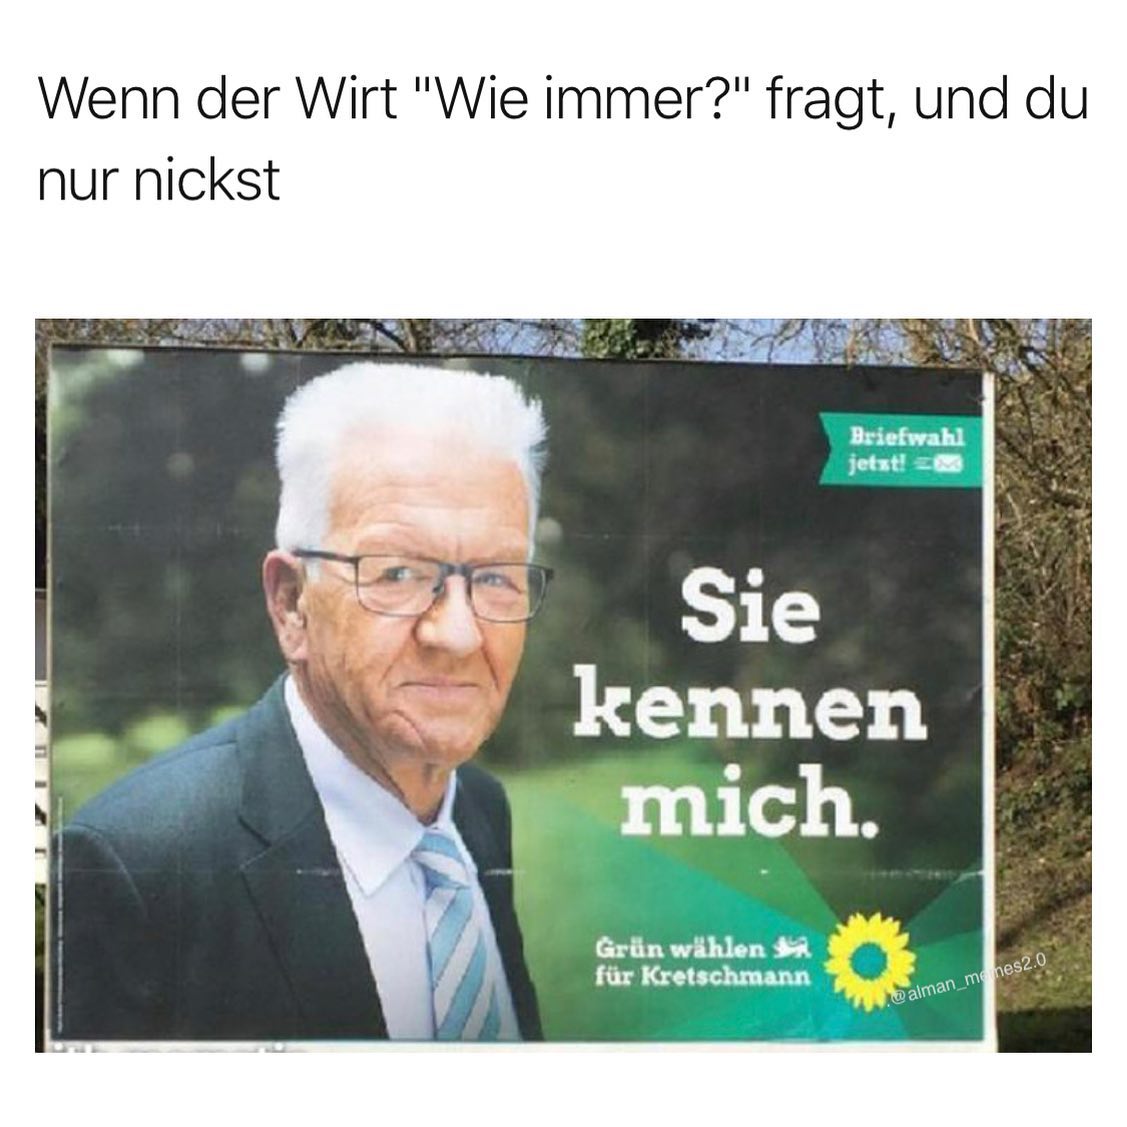 Wenn der Wirt "Wie immer?" fragt, und du
nur nickst
Briefwahl
jetzt!
Sie
kennen
mich.
Grün wählen
für Kretschmann
@alman_memes2.0